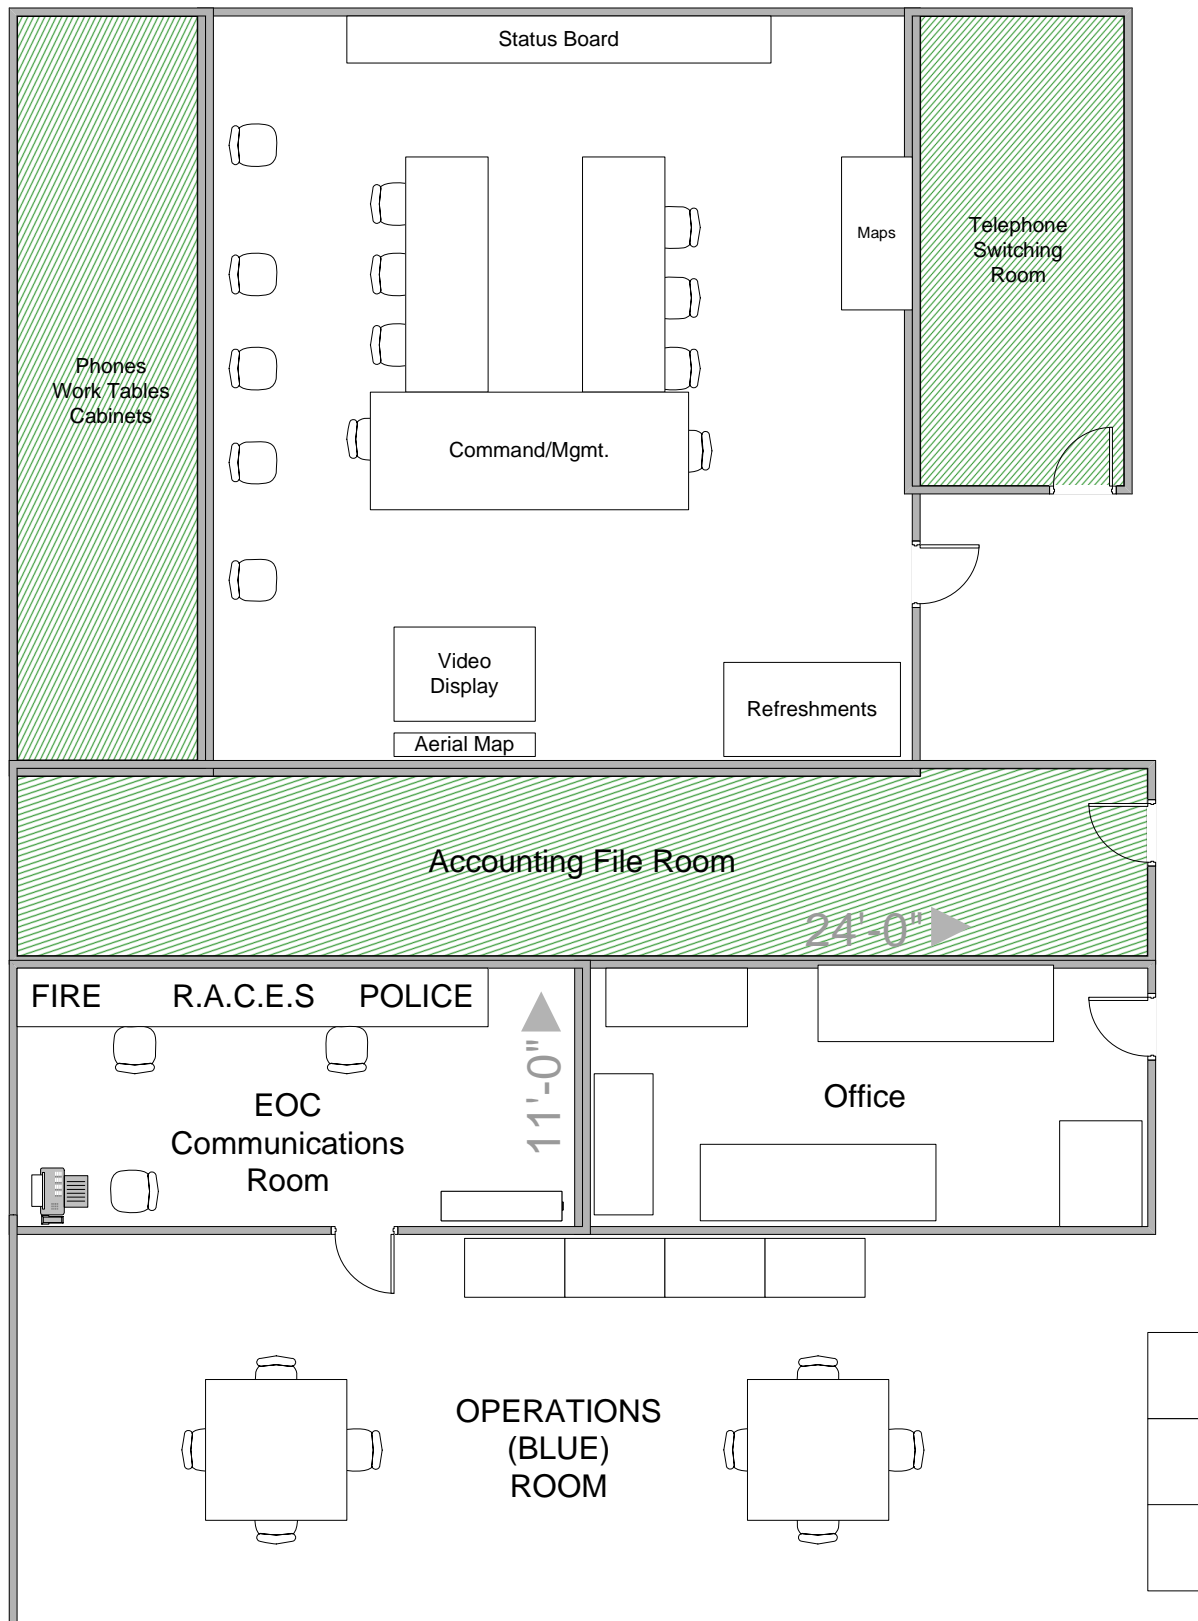 Status Board
Maps
Telephone
Switching
Room
Phones
Work Tables
Cabinets
Command/Mgmt.
Video
Display
Aerial Map
Refreshments
Accounting File Room
24'-0"
FIRE R.A.C.E.S POLICE
11'-0"
EOC
Communications
Room
Office
OPERATIONS
(BLUE)
ROOM